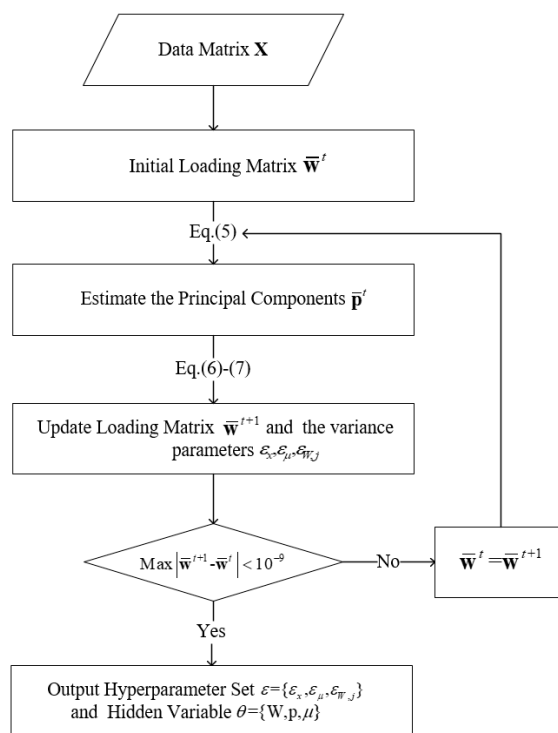 Data Matrix X
Initial Loading Matrix w̄ᵗ
Eq.(5)
Estimate the Principal Components p̄ᵗ
Eq.(6)-(7)
Update Loading Matrix w̄ᵗ⁺¹ and the variance
parameters εₓ,ε_μ,ε_W,j
Max|w̄ᵗ⁺¹-w̄ᵗ|<10⁻⁹
No
w̄ᵗ=w̄ᵗ⁺¹
Yes
Output Hyperparameter Set ε={εₓ,ε_μ,ε_W,j}
and Hidden Variable θ={W,p,μ}